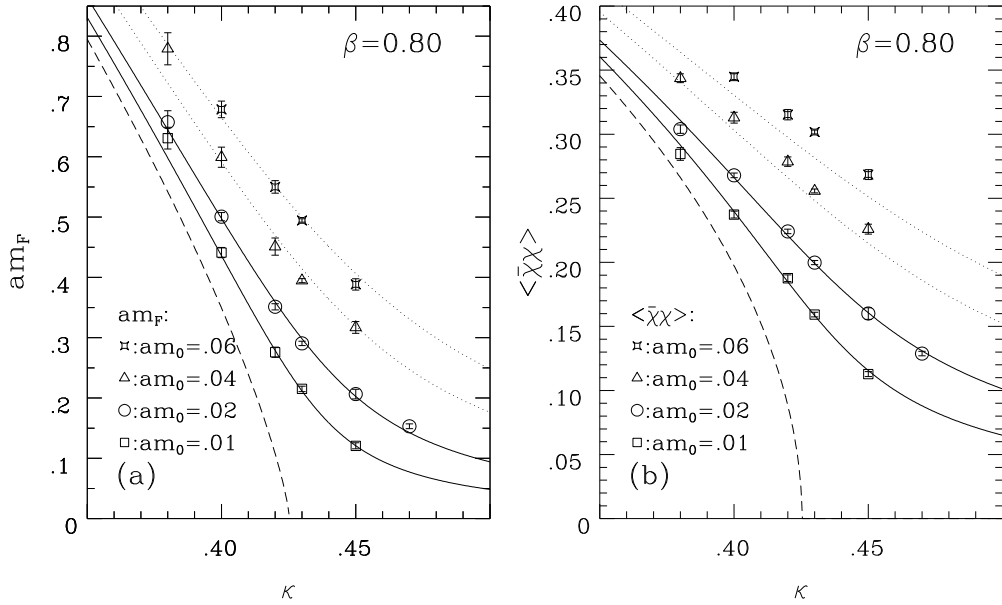 β=0.80
.8
.7
.6
.5
.4
.3
.2
.1
0
am_F
am_F:
:am_0=.06
:am_0=.04
:am_0=.02
:am_0=.01
(a)
.40
.45
κ
β=0.80
.40
.35
.30
.25
.20
.15
.10
.05
0
<χ̄χ>
<χ̄χ>:
:am_0=.06
:am_0=.04
:am_0=.02
:am_0=.01
(b)
.40
.45
κ